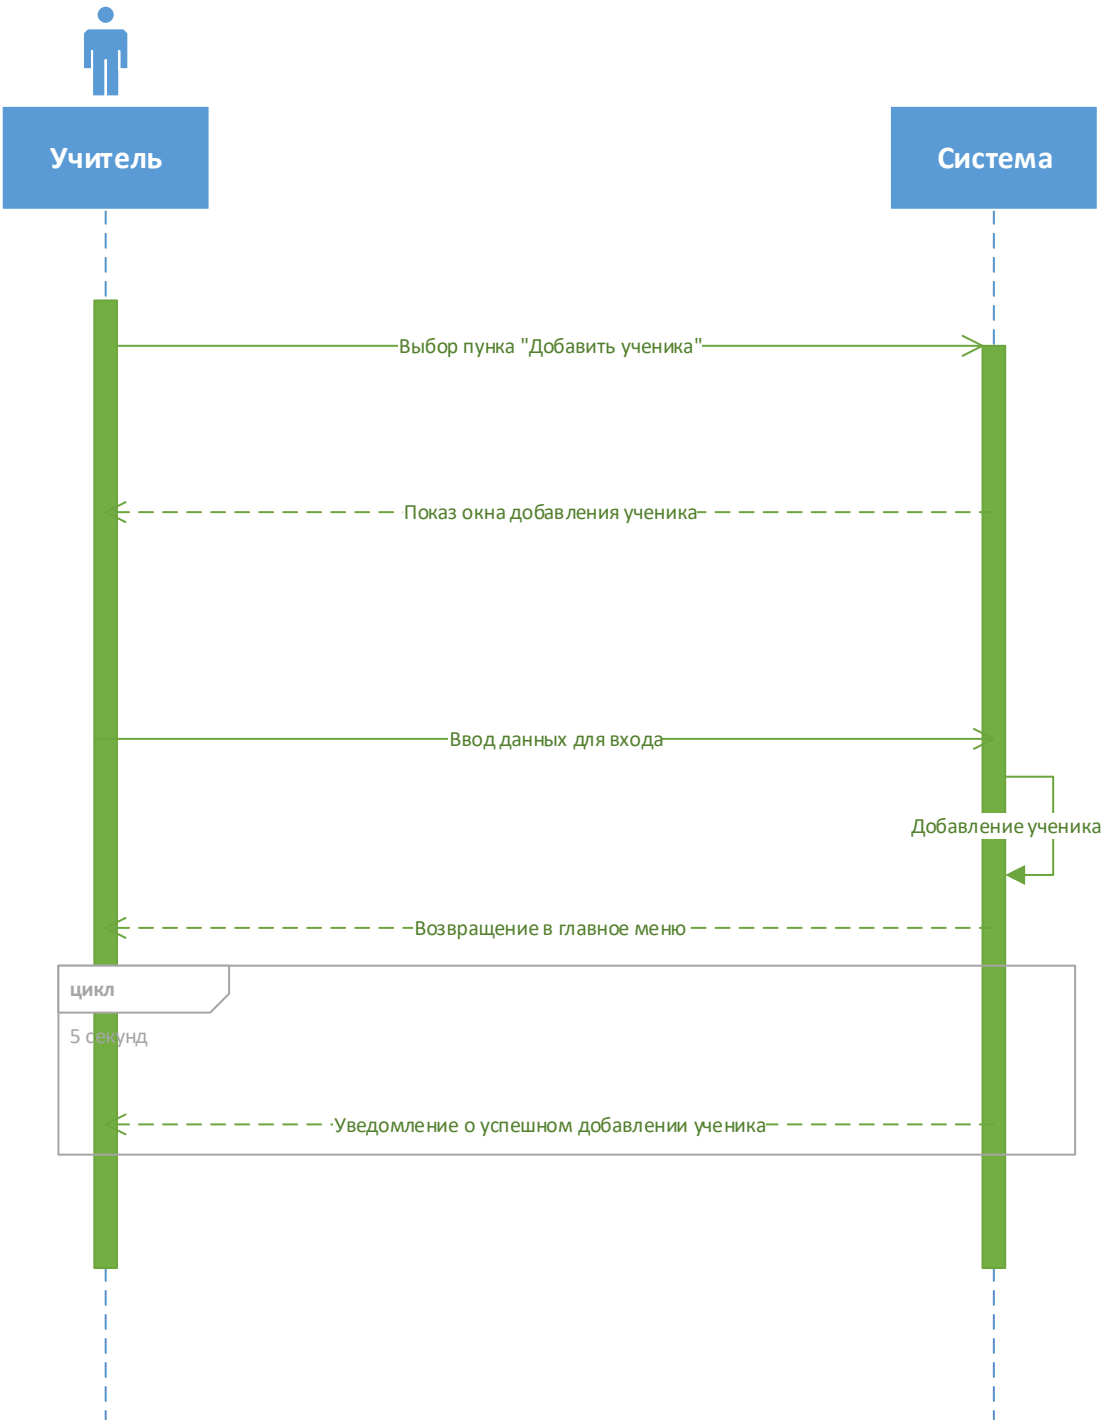 Учитель
Система
Выбор пунка "Добавить ученика"
Показ окна добавления ученика
Ввод данных для входа
Добавление ученика
Возвращение в главное меню
цикл
5 секунд
Уведомление о успешном добавлении ученика